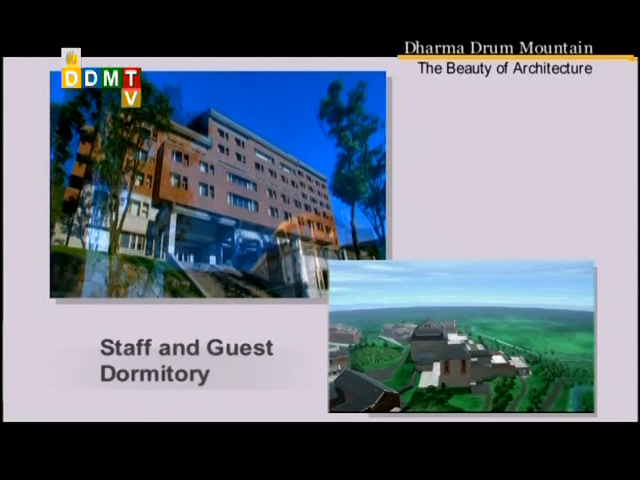 Dharma Drum Mountain
The Beauty of Architecture
DDMTV
Staff and Guest
Dormitory